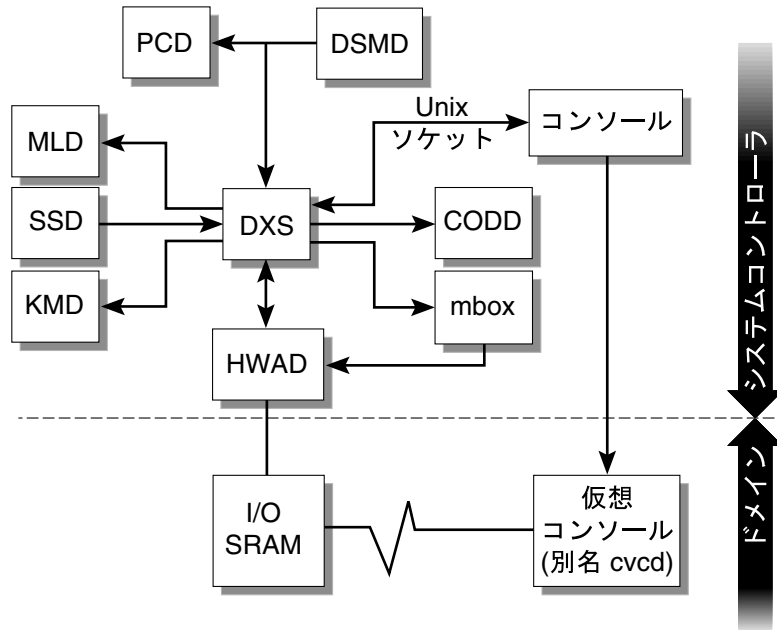 PCD
DSMD
Unix
ソケット
コンソール
MLD
SSD
DXS
CODD
KMD
mbox
HWAD
システムコントローラ
I/O
SRAM
仮想
コンソール
(別名 cvcd)
ドメイン